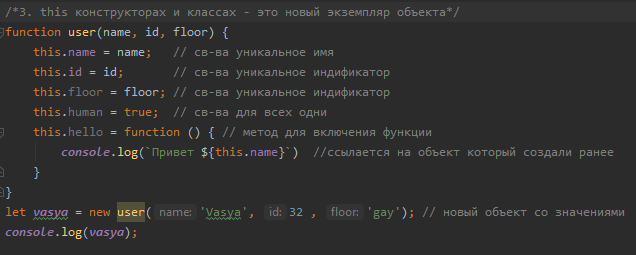 /*3. this конструкторах и классах - это новый экземпляр объекта*/
function user(name, id, floor) {
this.name = name; // св-ва уникальное имя
this.id = id; // св-ва уникальное индификатор
this.floor = floor; // св-ва уникальное индификатор
this.human = true; // св-ва для всех одни
this.hello = function () { // метод для включения функции
console.log(`Привет ${this.name}`) //ссылается на объект который создали ранее
}
}
let vasya = new user( name: 'Vasya', id: 32 , floor: 'gay'); // новый объект со значениями
console.log(vasya);